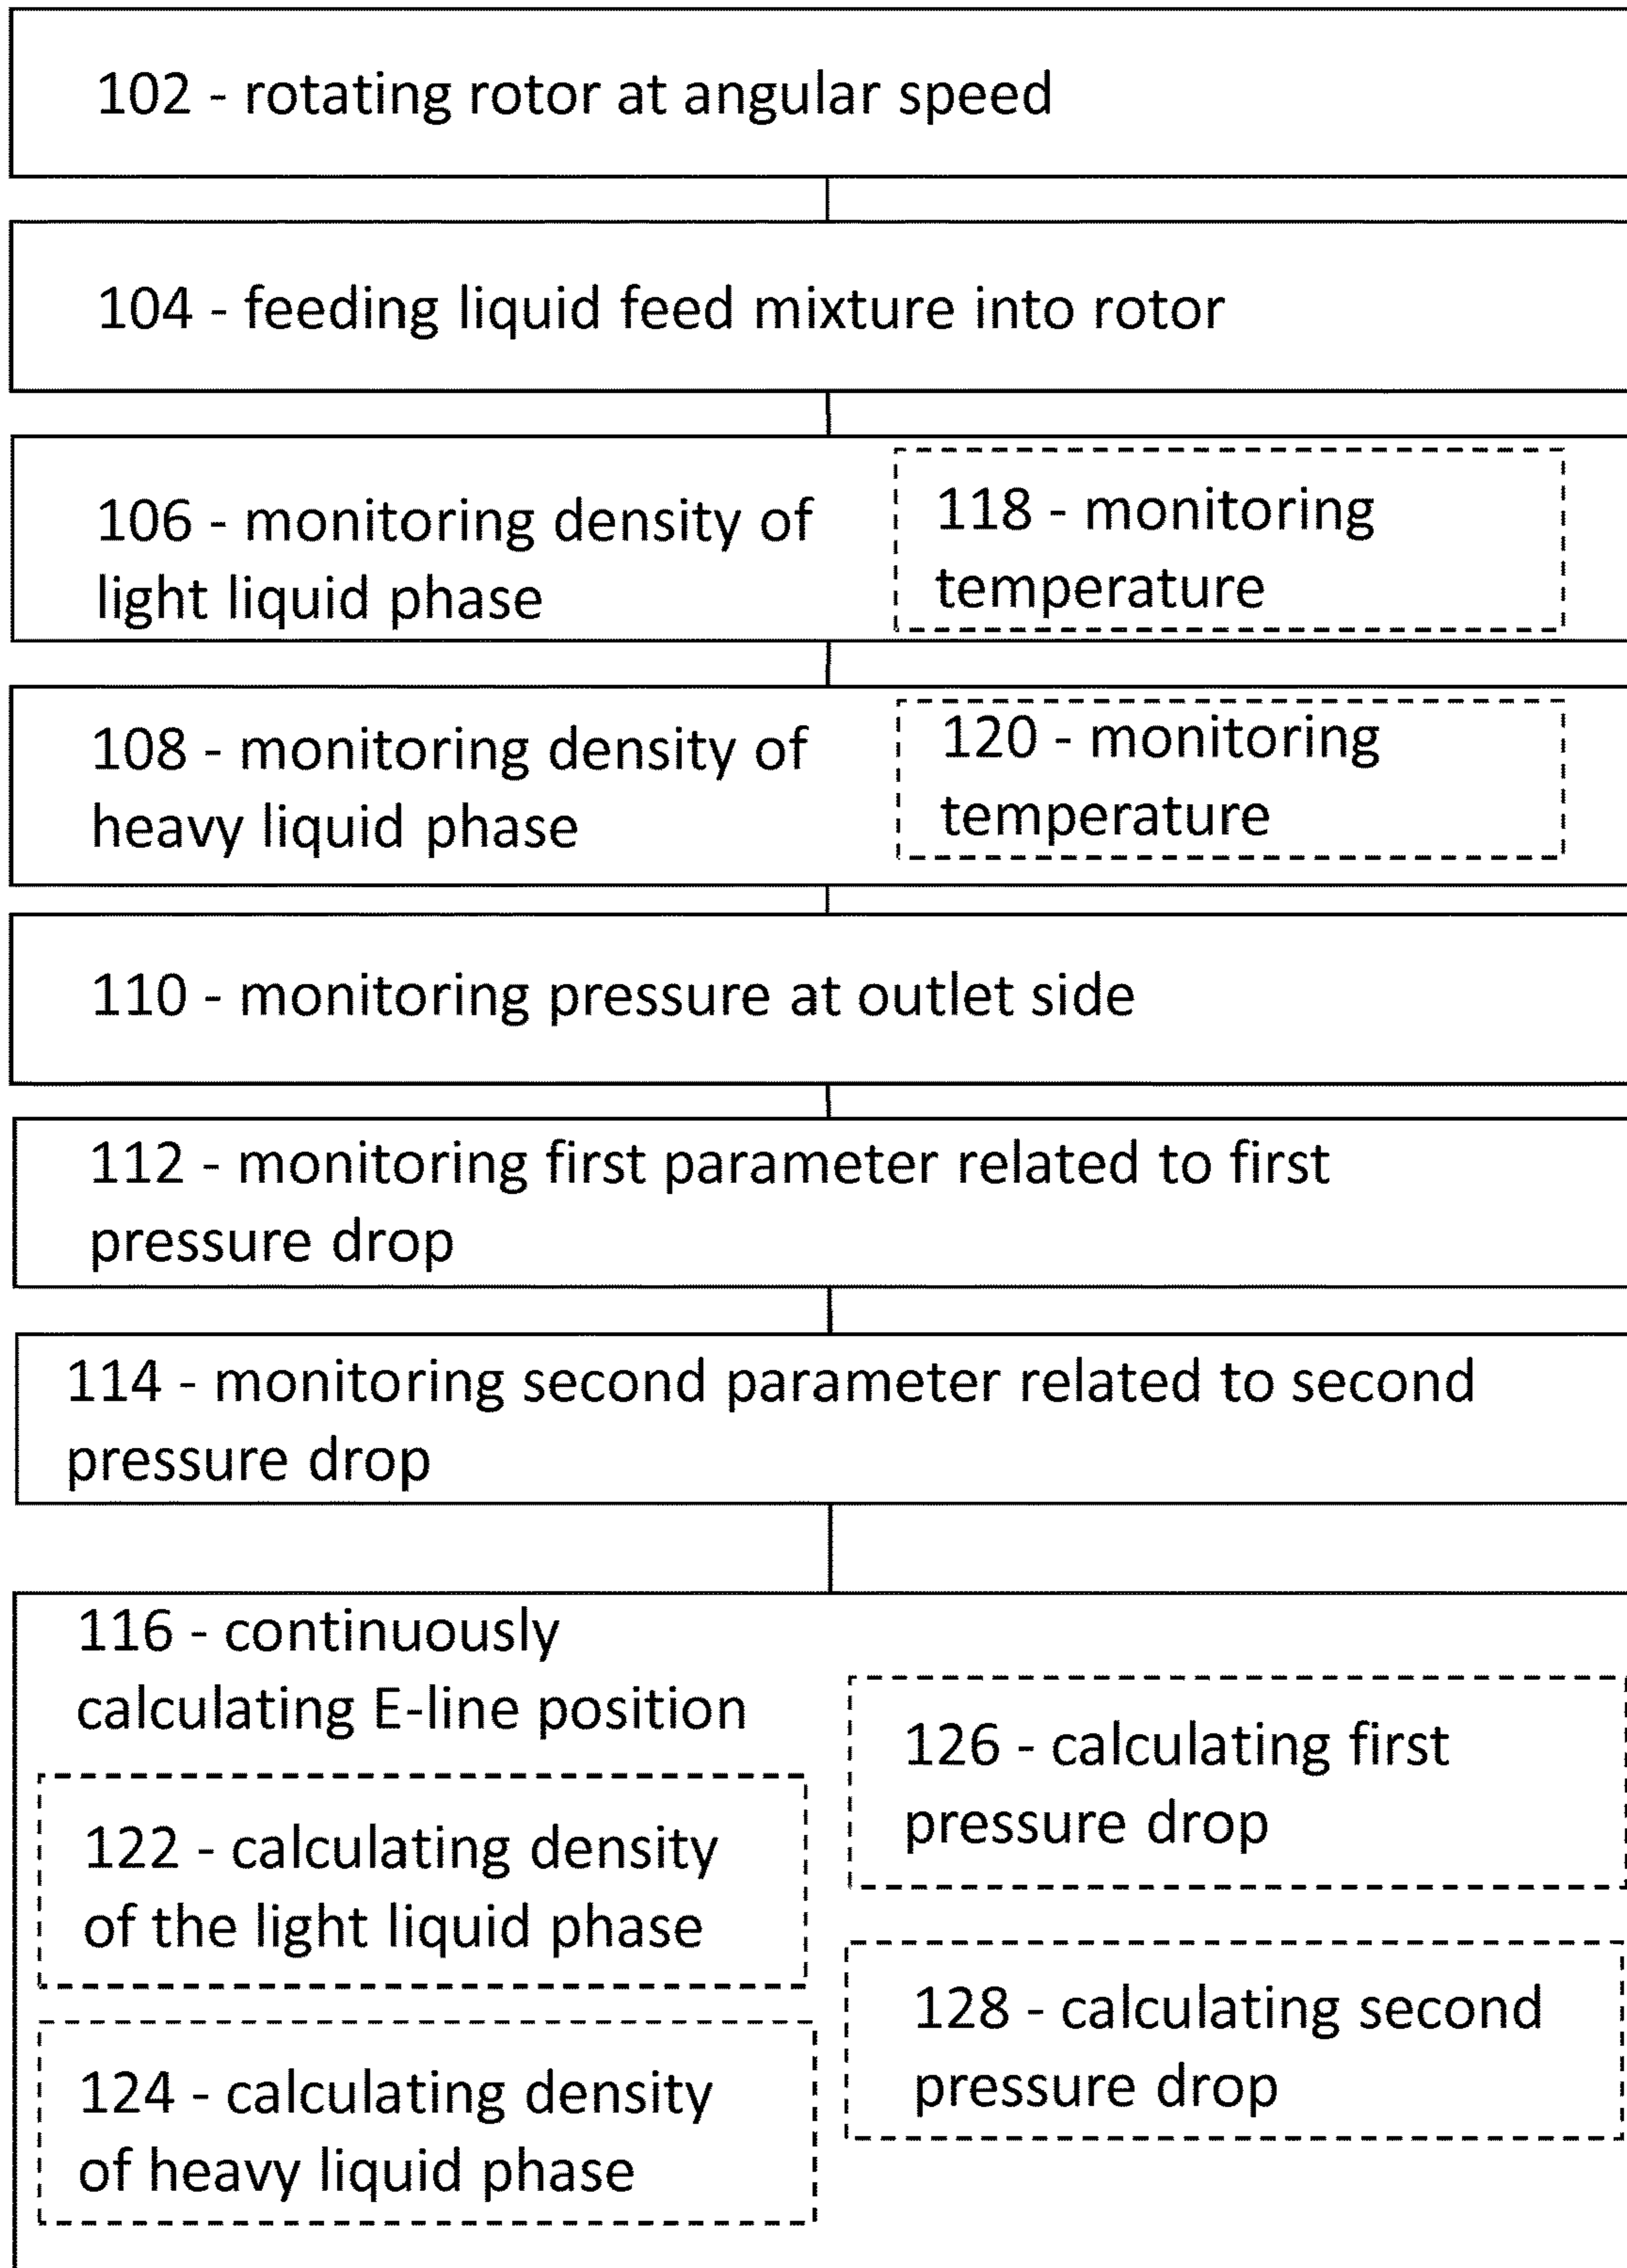 102 - rotating rotor at angular speed
104 - feeding liquid feed mixture into rotor
106 - monitoring density of
light liquid phase
118 - monitoring
temperature
108 - monitoring density of
heavy liquid phase
120 - monitoring
temperature
110 - monitoring pressure at outlet side
112 - monitoring first parameter related to first
pressure drop
114 - monitoring second parameter related to second
pressure drop
116 - continuously
calculating E-line position
122 - calculating density
of the light liquid phase
124 - calculating density
of heavy liquid phase
126 - calculating first
pressure drop
128 - calculating second
pressure drop